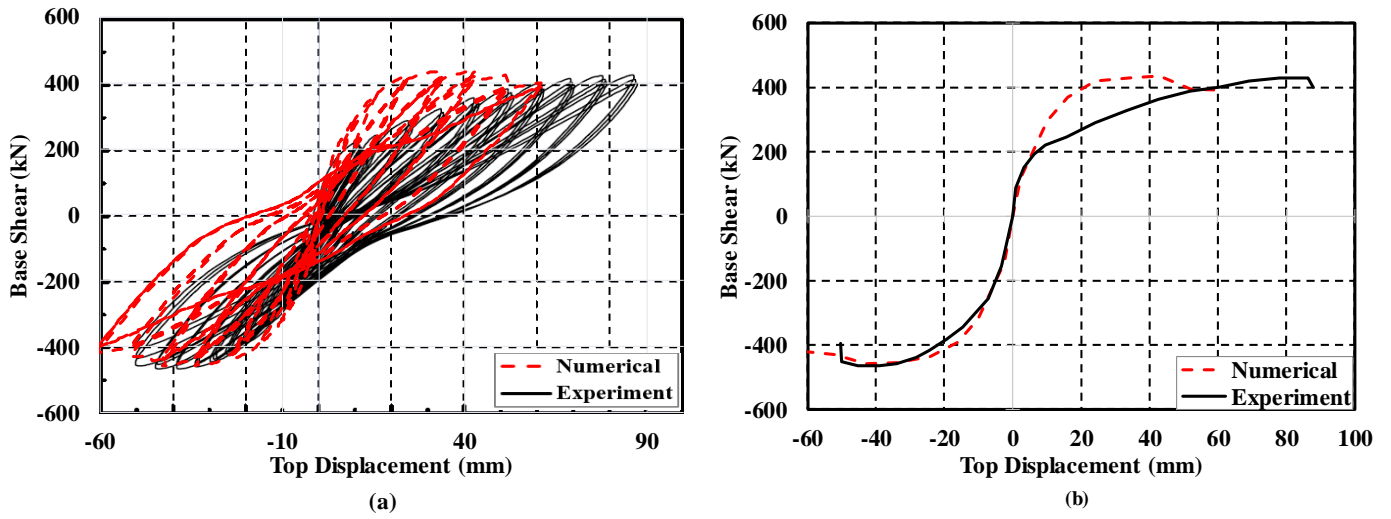 600
400
200
0
-200
-400
-600
Base Shear (kN)
-60 -10 40 90
Top Displacement (mm)
Numerical
Experiment
(a)
600
400
200
0
-200
-400
-600
Base Shear (kN)
-60 -40 -20 0 20 40 60 80 100
Top Displacement (mm)
Numerical
Experiment
(b)